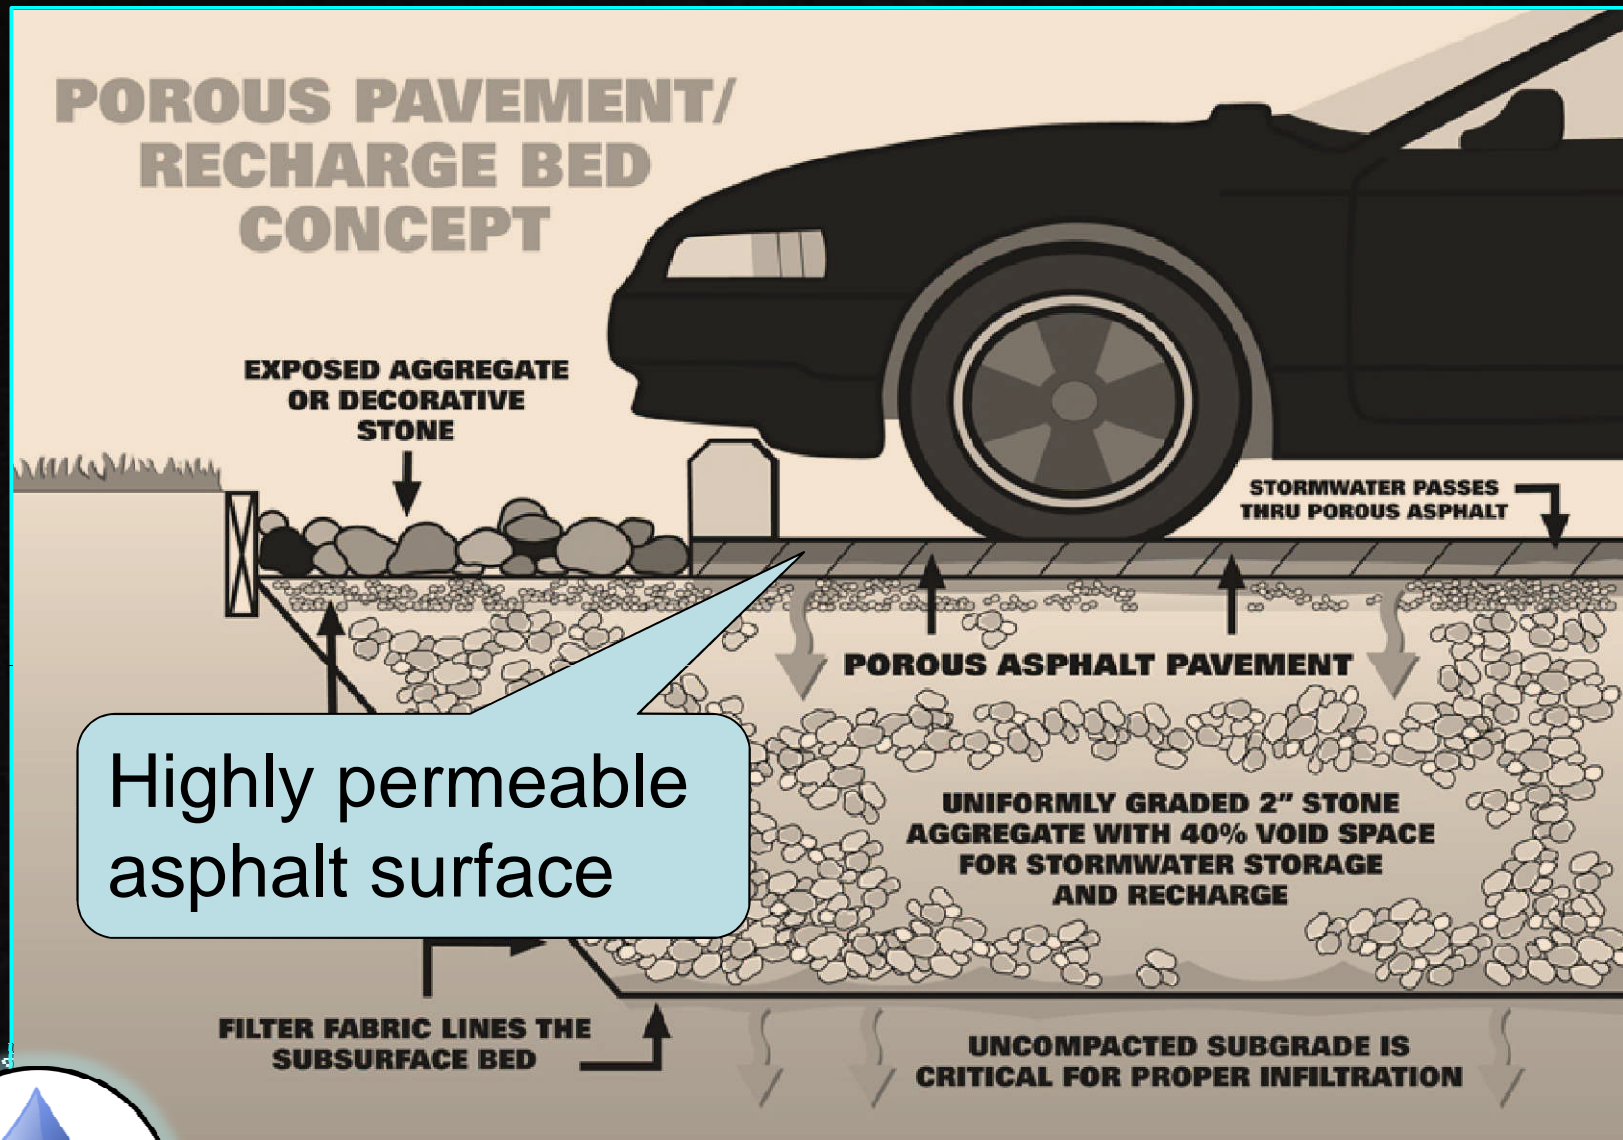 POROUS PAVEMENT/
RECHARGE BED
CONCEPT
EXPOSED AGGREGATE
OR DECORATIVE
STONE
STORMWATER PASSES
THRU POROUS ASPHALT
POROUS ASPHALT PAVEMENT
Highly permeable
asphalt surface
UNIFORMLY GRADED 2" STONE
AGGREGATE WITH 40% VOID SPACE
FOR STORMWATER STORAGE
AND RECHARGE
FILTER FABRIC LINES THE
SUBSURFACE BED
UNCOMPACTED SUBGRADE IS
CRITICAL FOR PROPER INFILTRATION